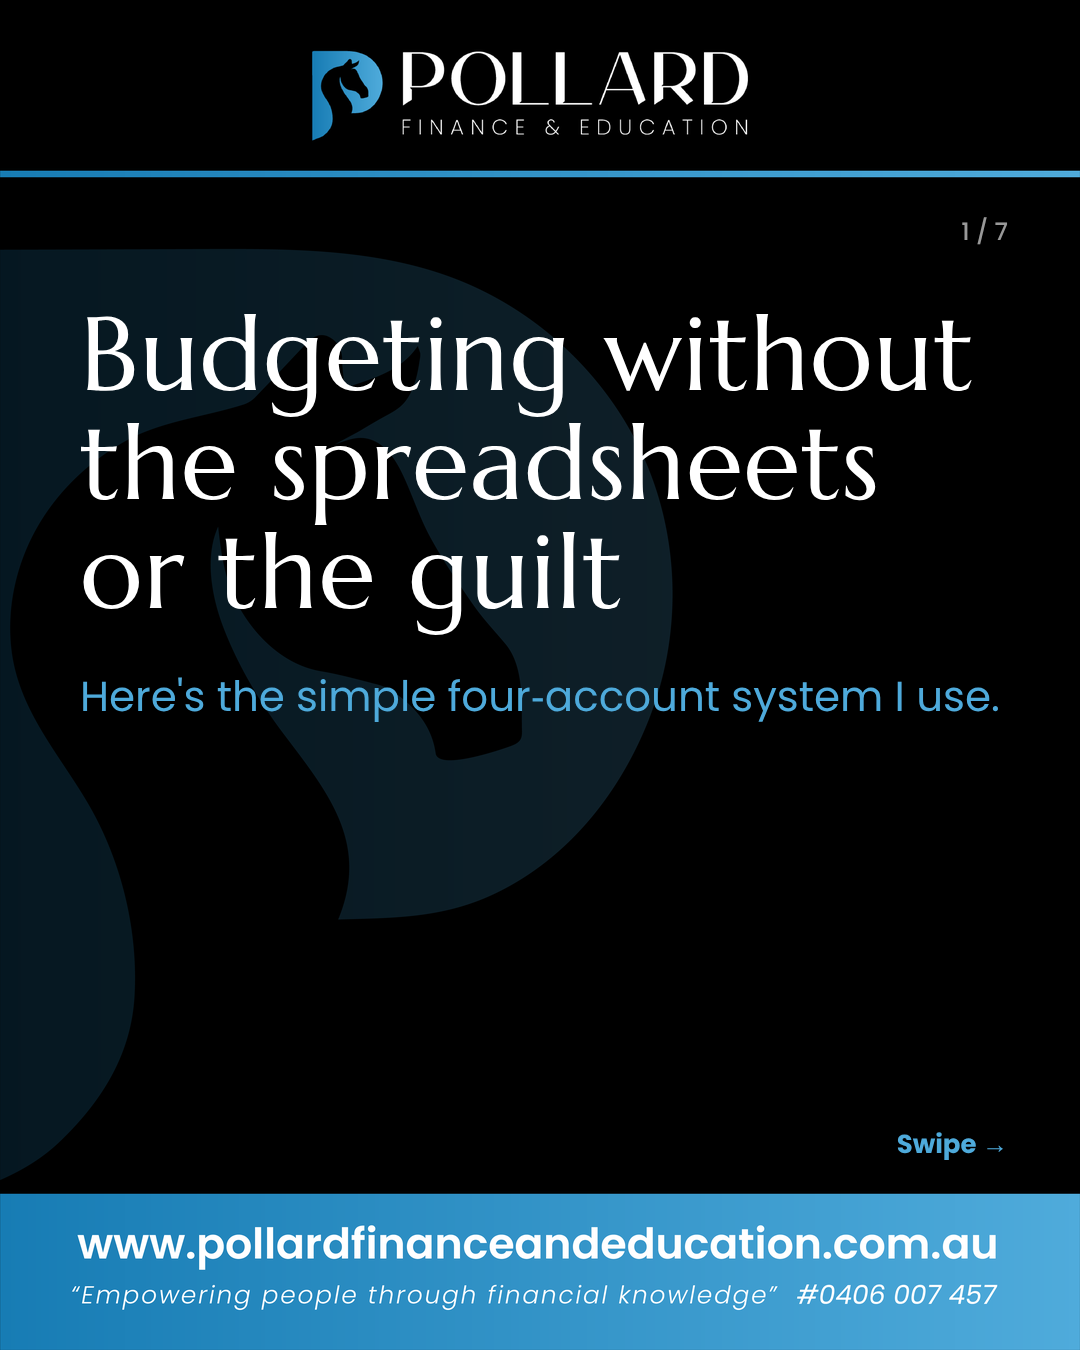 POLLARD
FINANCE & EDUCATION
1 / 7
Budgeting without
the spreadsheets
or the guilt
Here's the simple four-account system I use.
Swipe →
www.pollardfinanceandeducation.com.au
“Empowering people through financial knowledge” #0406 007 457